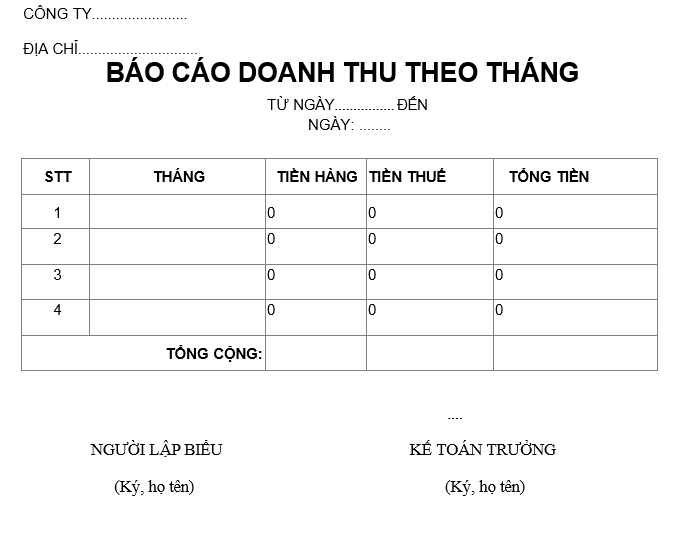 CÔNG TY........................
ĐỊA CHỈ..............................
BÁO CÁO DOANH THU THEO THÁNG
TỪ NGÀY................ ĐẾN
NGÀY: ........
STT THÁNG TIỀN HÀNG TIỀN THUẾ TỔNG TIỀN
1 0 0 0
2 0 0 0
3 0 0 0
4 0 0 0
TỔNG CỘNG:
....
NGƯỜI LẬP BIỂU KẾ TOÁN TRƯỞNG
(Ký, họ tên) (Ký, họ tên)